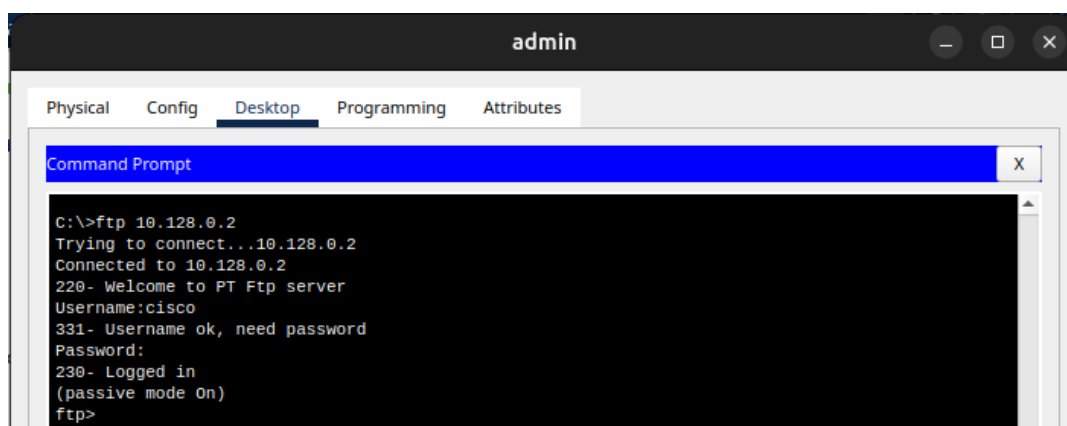 admin
Physical Config Desktop Programming Attributes
Command Prompt X
C:\>ftp 10.128.0.2
Trying to connect...10.128.0.2
Connected to 10.128.0.2
220- Welcome to PT Ftp server
Username:cisco
331- Username ok, need password
Password:
230- Logged in
(passive mode On)
ftp>